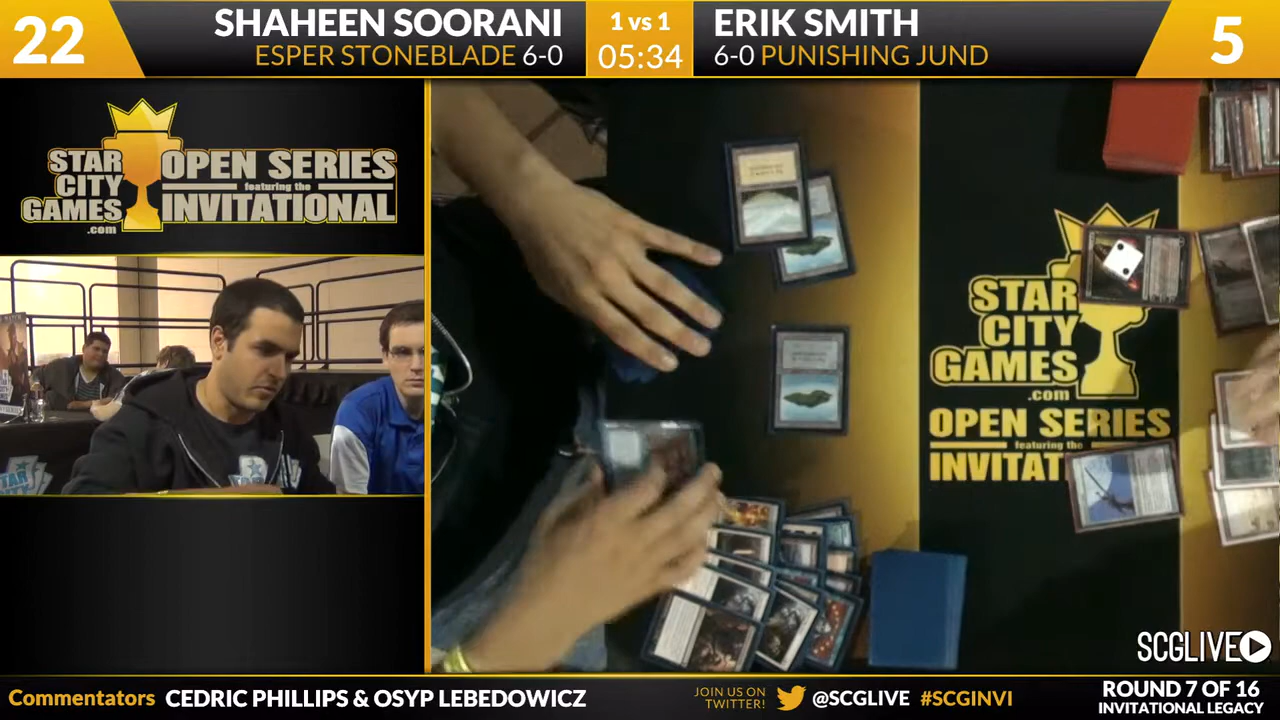 22
SHAHEEN SOORANI
ESPER STONEBLADE 6-0
1 vs 1
05:34
ERIK SMITH
6-0 PUNISHING JUND
5
STAR CITY GAMES .com
OPEN SERIES
featuring the
INVITATIONAL
STAR
CITY
GAMES
.com
OPEN SERIES
featuring the
INVITAT
SCGLIVE
Commentators CEDRIC PHILLIPS & OSYP LEBEDOWICZ
JOIN US ON
TWITTER!
@SCGLIVE #SCGINVI
ROUND 7 OF 16
INVITATIONAL LEGACY